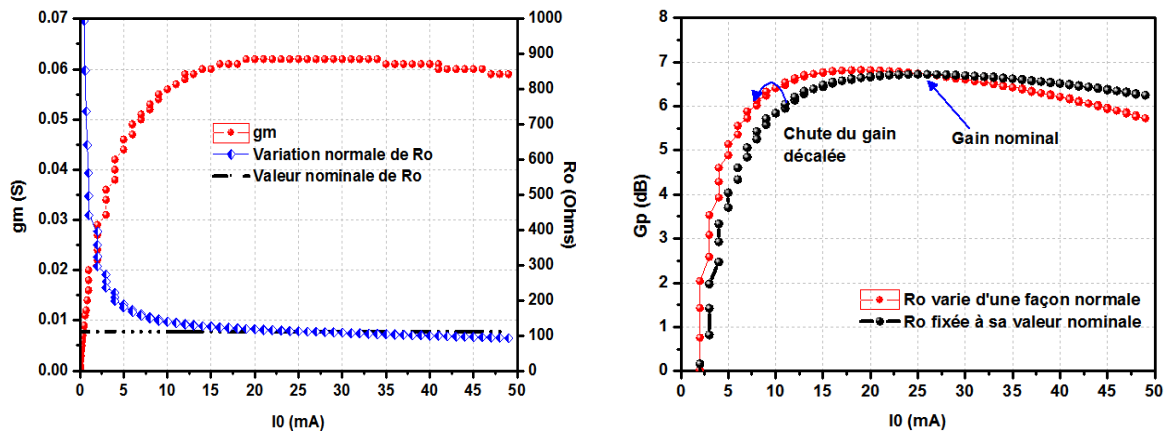 0.07
0.06
0.05
0.04
0.03
0.02
0.01
0.00
gm (S)
1000
900
800
700
600
500
400
300
200
100
0
Ro (Ohms)
gm
Variation normale de Ro
Valeur nominale de Ro
0 5 10 15 20 25 30 35 40 45 50
I0 (mA)
8
7
6
5
4
3
2
1
0
Gp (dB)
Chute du gain
décalée
Gain nominal
Ro varie d'une façon normale
Ro fixée à sa valeur nominale
0 5 10 15 20 25 30 35 40 45 50
I0 (mA)